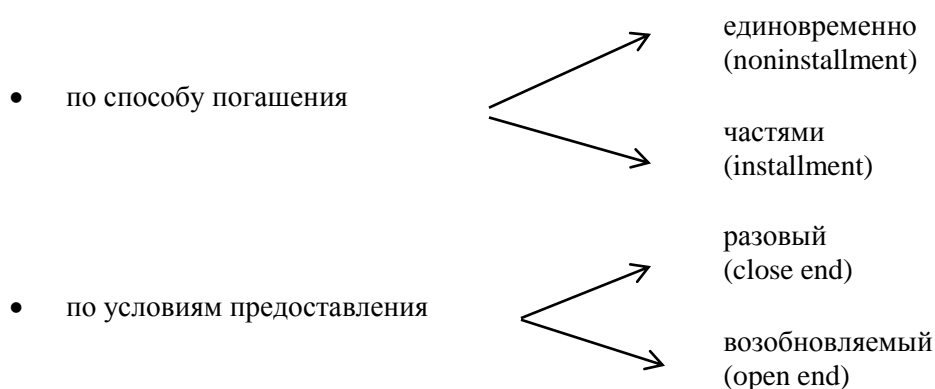 единовременно
(noninstallment)
• по способу погашения
частями
(installment)
разовый
(close end)
• по условиям предоставления
возобновляемый
(open end)